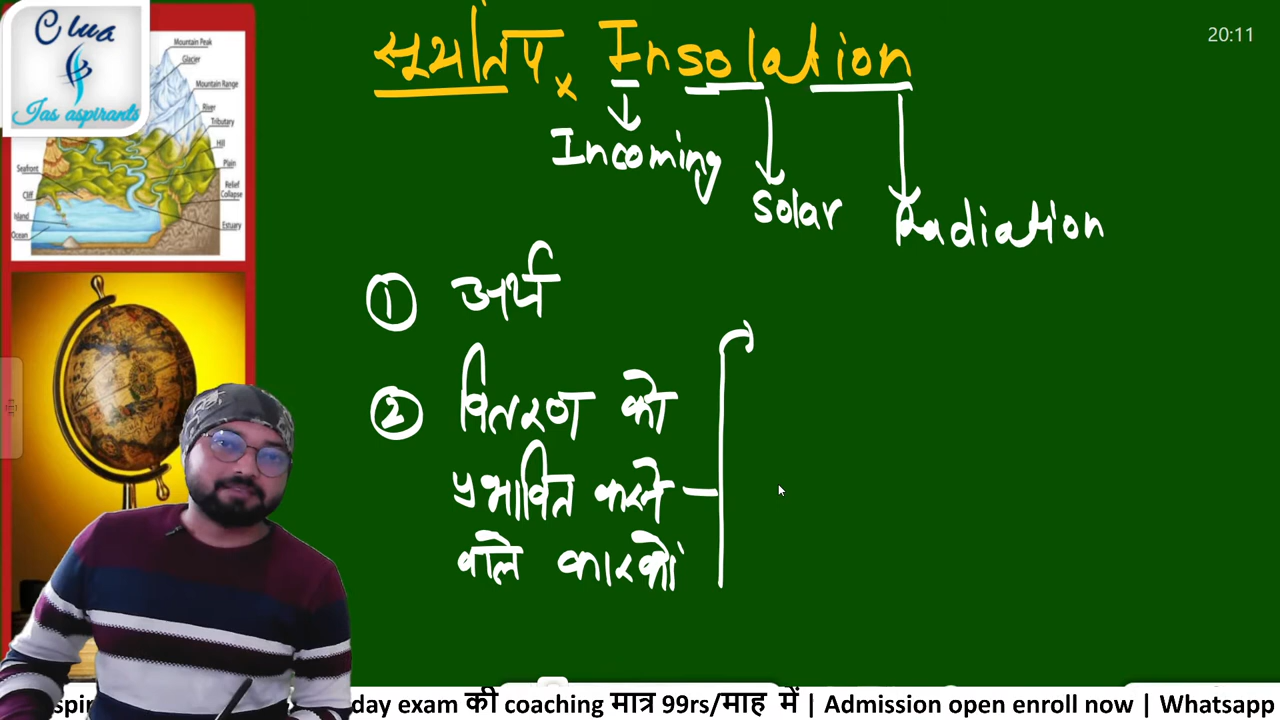 Clua
Ias aspirants
Mountain Peak
Glacier
Mountain Range
River
Tributary
Hill
Plain
Relief
Collapse
Estuary
Seafront
Cliff
Island
Ocean
20:11
सूर्यातप x Insolation
Incoming
Solar
Radiation
① अर्थ
② वितरण को
प्रभावित करने
वाले कारकों
day exam की coaching मात्र 99rs/माह में | Admission open enroll now | Whatsapp